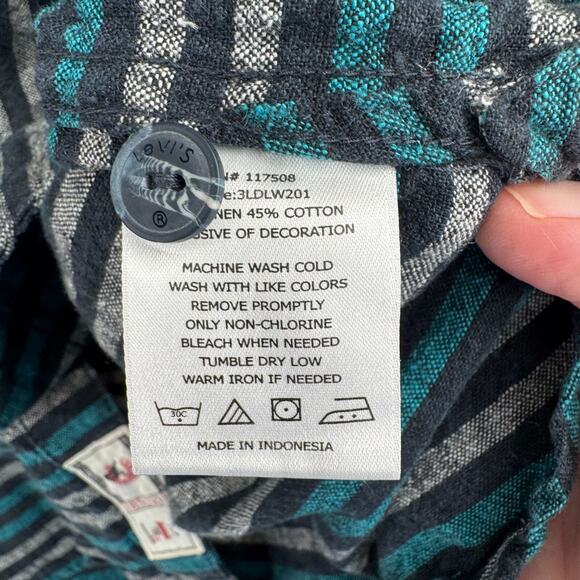 LEVI'S
®
N# 117508
e:3LDLW201
NEN 45% COTTON
USIVE OF DECORATION
MACHINE WASH COLD
WASH WITH LIKE COLORS
REMOVE PROMPTLY
ONLY NON-CHLORINE
BLEACH WHEN NEEDED
TUMBLE DRY LOW
WARM IRON IF NEEDED
30C
MADE IN INDONESIA